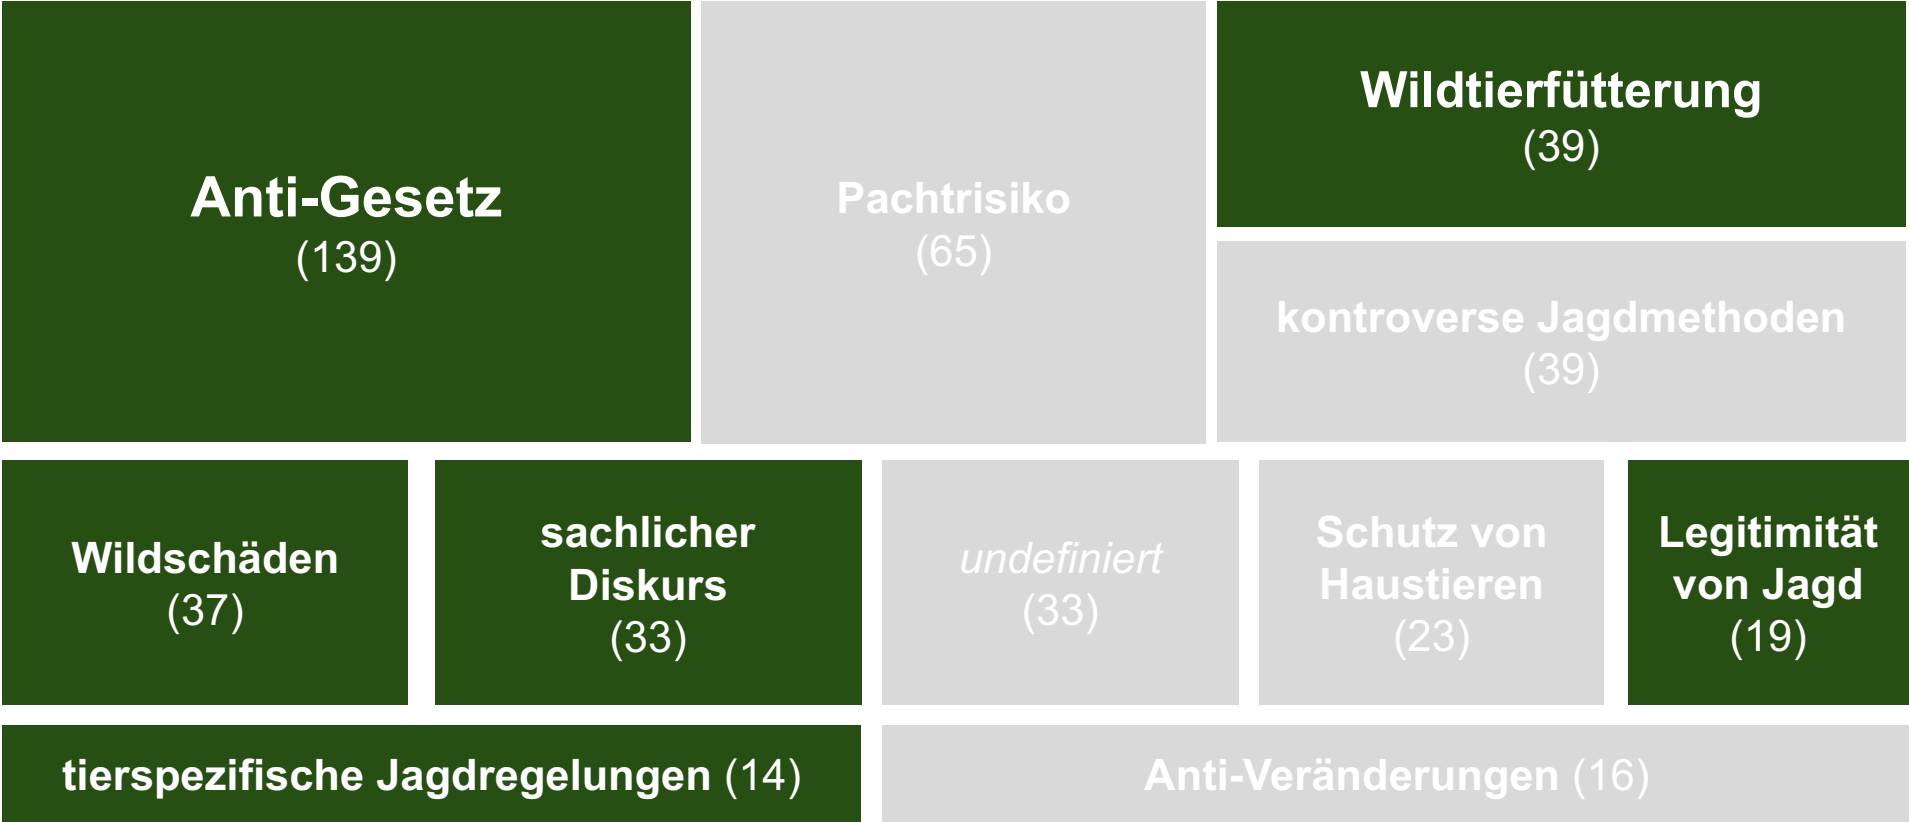 Anti-Gesetz
(139)
Pachtrisiko
(65)
Wildtierfütterung
(39)
kontroverse Jagdmethoden
(39)
Wildschäden
(37)
sachlicher
Diskurs
(33)
undefiniert
(33)
Schutz von
Haustieren
(23)
Legitimität
von Jagd
(19)
tierspezifische Jagdregelungen (14)
Anti-Veränderungen (16)